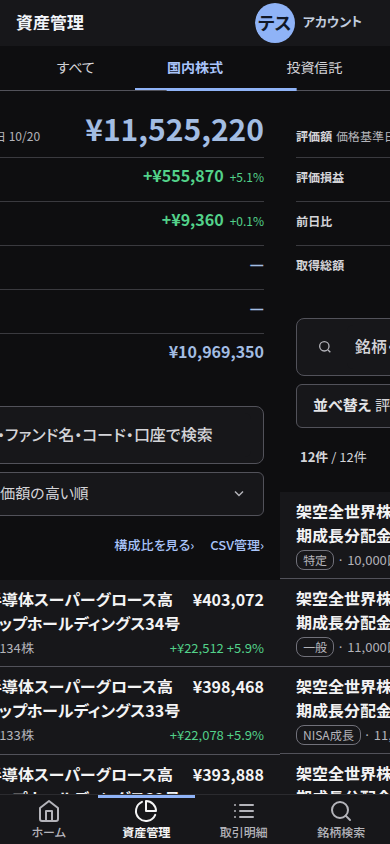 資産管理
テス アカウント
すべて 国内株式 投資信託
10/20 ¥11,525,220
+¥555,870 +5.1%
+¥9,360 +0.1%
—
—
¥10,969,350
・ファンド名・コード・口座で検索
価額の高い順
構成比を見る› CSV管理›
導体スーパーグロース高 ¥403,072
ップホールディングス34号
134株 +¥22,512 +5.9%
導体スーパーグロース高 ¥398,468
ップホールディングス33号
133株 +¥22,078 +5.9%
導体スーパーグロース高 ¥393,888
評価額 価格基準日
評価損益
前日比
取得総額
銘柄・
並べ替え 評
12件 / 12件
架空全世界株
期成長分配金
特定 · 10,000
架空全世界株
期成長分配金
一般 · 11,000
架空全世界株
期成長分配金
NISA成長 · 11,
架空全世界株
ホーム 資産管理 取引明細 銘柄検索